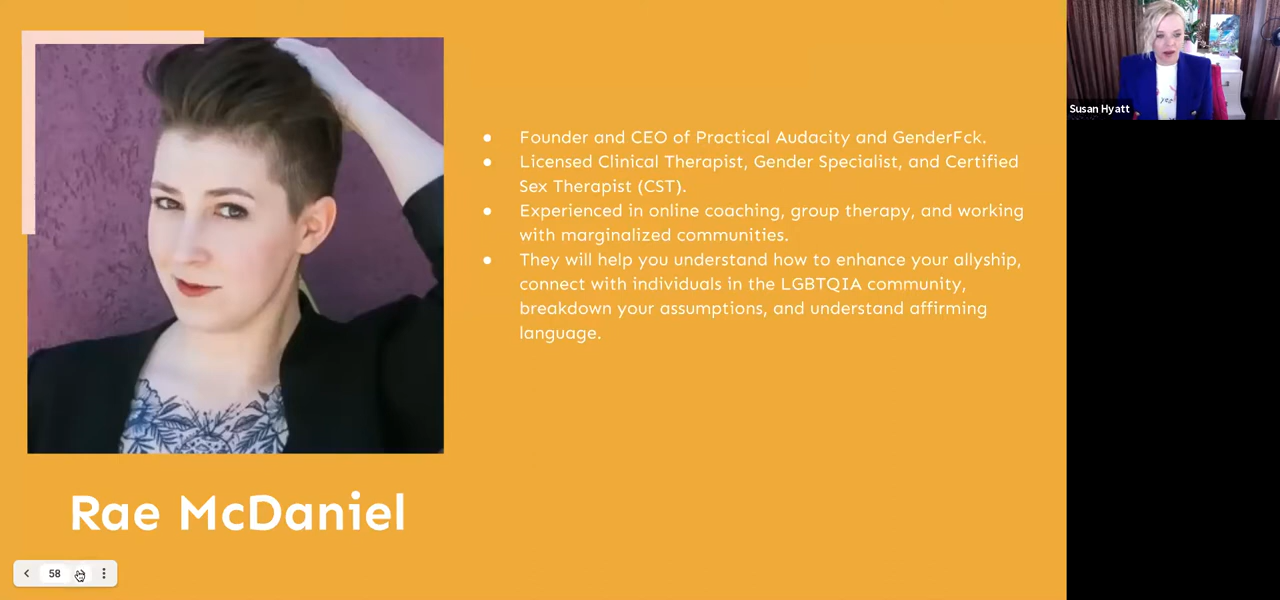 Susan Hyatt
● Founder and CEO of Practical Audacity and GenderFck.
● Licensed Clinical Therapist, Gender Specialist, and Certified
Sex Therapist (CST).
● Experienced in online coaching, group therapy, and working
with marginalized communities.
● They will help you understand how to enhance your allyship,
connect with individuals in the LGBTQIA community,
breakdown your assumptions, and understand affirming
language.
Rae McDaniel
58